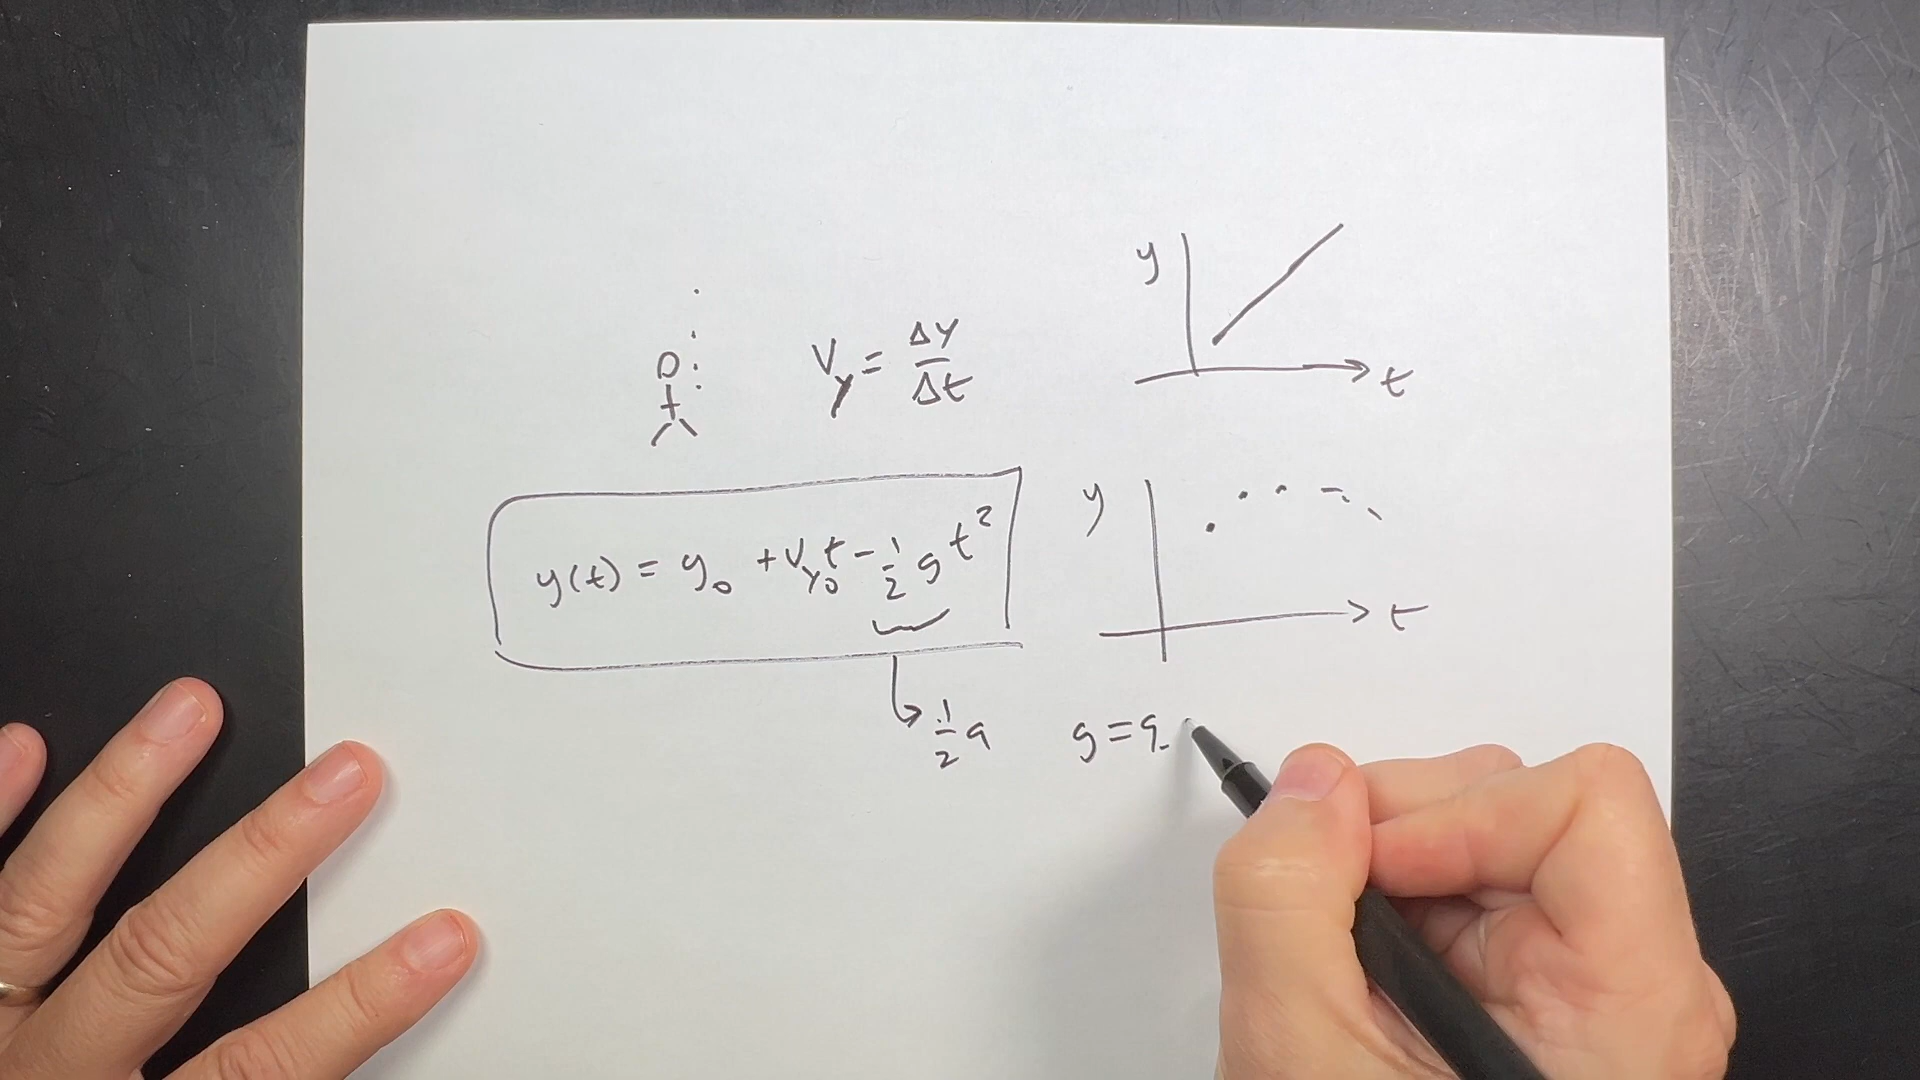 y
V_y = Δy/Δt
t
y
y(t) = y₀ + V_y₀ t - ½ g t²
t
½ a
g = 9.